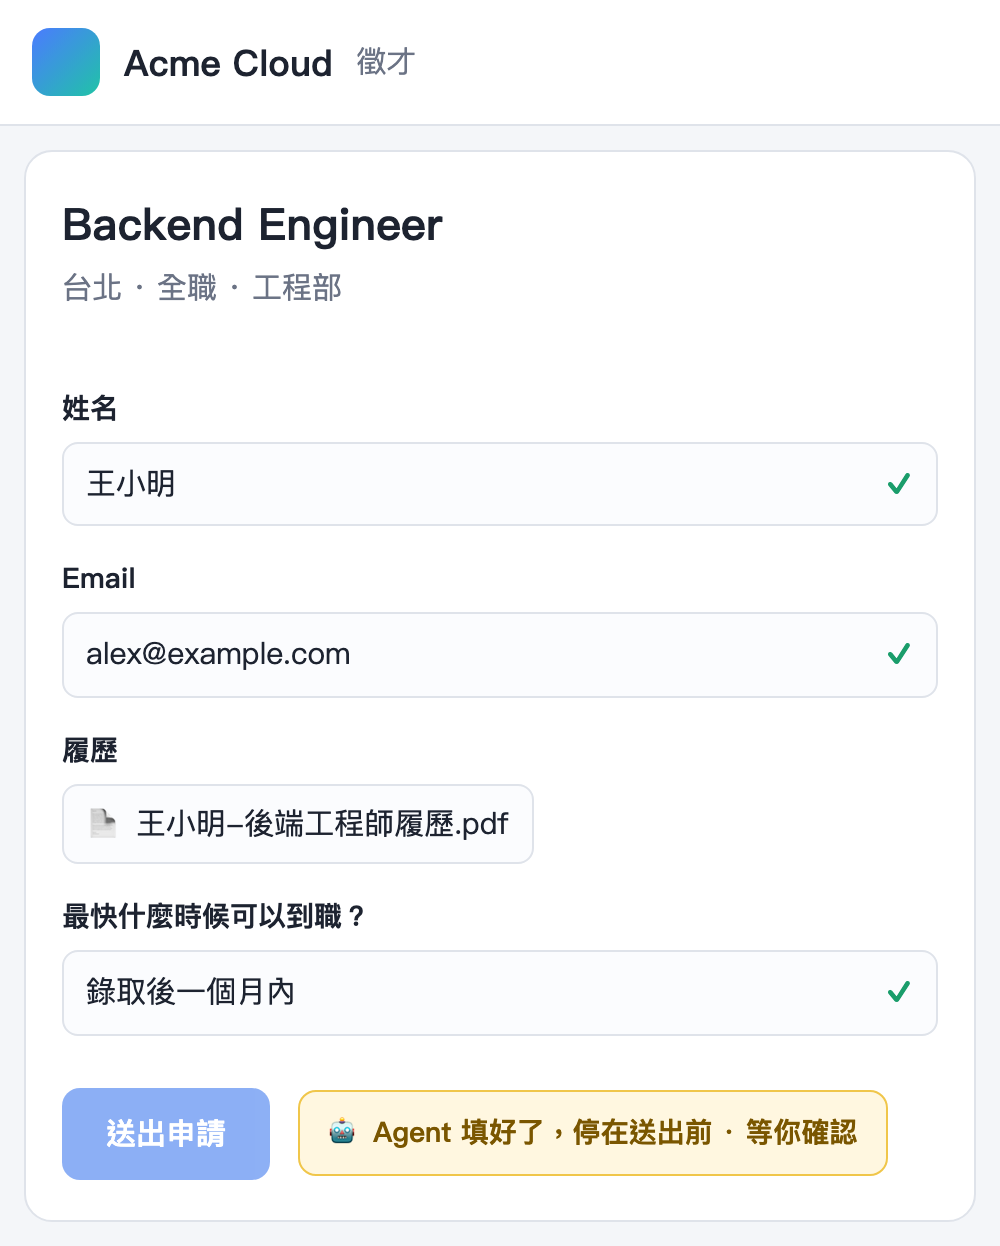 Acme Cloud 徵才
Backend Engineer
台北 · 全職 · 工程部
姓名
王小明
Email
alex@example.com
履歷
王小明-後端工程師履歷.pdf
最快什麼時候可以到職？
錄取後一個月內
送出申請
Agent 填好了，停在送出前 · 等你確認